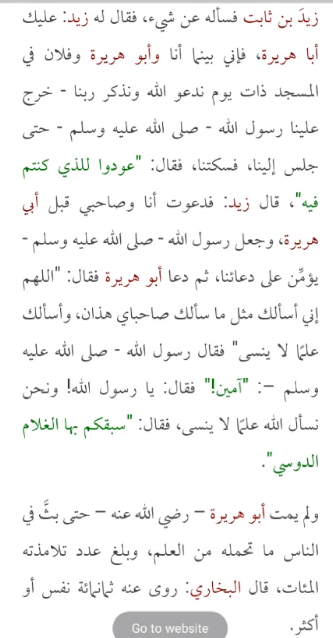 زيدَ بن ثابت فسأله عن شيء، فقال له زيد: عليك
أبا هريرة، فإني بينما أنا وأبو هريرة وفلان في
المسجد ذات يوم ندعو الله ونذكر ربنا - خرج
علينا رسول الله - صلى الله عليه وسلم - حتى
جلس إلينا، فسكتنا، فقال: "عودوا للذي كنتم
فيه"، قال زيد: فدعوت أنا وصاحبي قبل أبي
هريرة، وجعل رسول الله - صلى الله عليه وسلم -
يؤمِّن على دعائنا، ثم دعا أبو هريرة فقال: "اللهم
إني أسألك مثل ما سألك صاحباي هذان، وأسألك
علمًا لا ينسى" فقال رسول الله - صلى الله عليه
وسلم –: "آمين!" فقال: يا رسول الله! ونحن
نسأل الله علمًا لا ينسى، فقال: "سبقكم بها الغلام
الدوسي".
ولم يمت أبو هريرة – رضي الله عنه – حتى بثَّ في
الناس ما تحمله من العلم، وبلغ عدد تلامذته
المئات، قال البخاري: روى عنه ثمانمائة نفس أو
أكثر.
Go to website